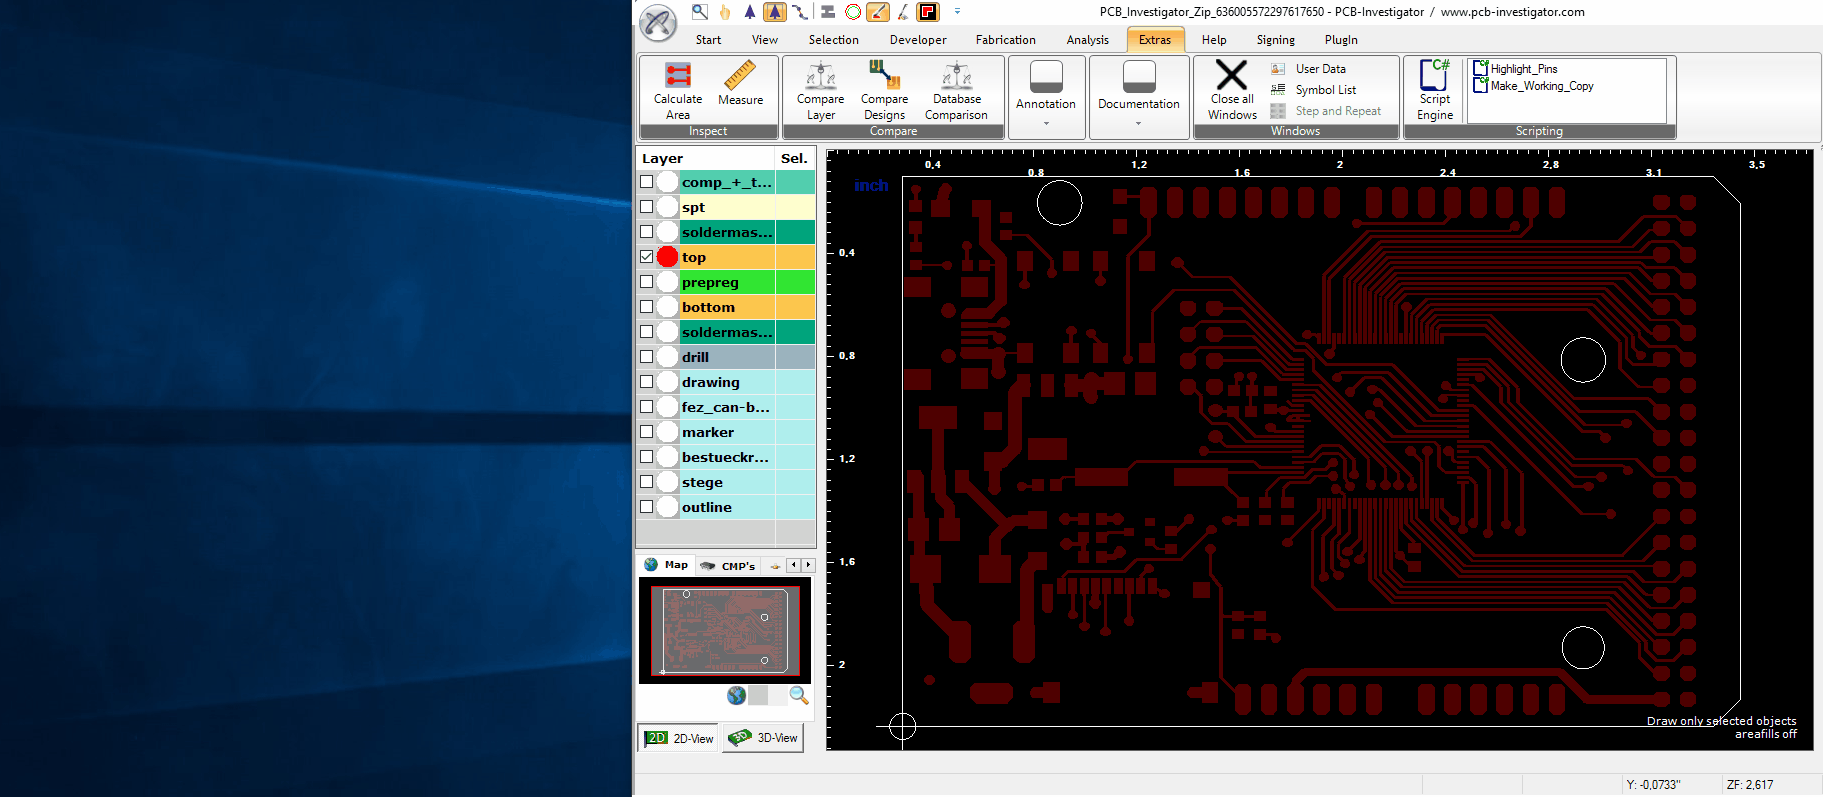 PCB_Investigator_Zip_636005572297617650 - PCB-Investigator / www.pcb-investigator.com
Start View Selection Developer Fabrication Analysis Extras Help Signing PlugIn
Calculate Area
Measure
Inspect
Compare Layer
Compare Designs
Database Comparison
Compare
Annotation
Documentation
Close all Windows
User Data
Symbol List
Step and Repeat
Windows
C#
Script Engine
Highlight_Pins
Make_Working_Copy
Scripting
Layer Sel.
comp_+_t...
spt
soldermas...
top
prepreg
bottom
soldermas...
drill
drawing
fez_can-b...
marker
bestueckr...
stege
outline
Map CMP's
2D 2D-View
3D 3D-View
inch
0,4 0,8 1,2 1,6 2 2,4 2,8 3,1 3,5
0,4
0,8
1,2
1,6
2
Draw only selected objects
areafills off
Y: -0,0733" ZF: 2,617